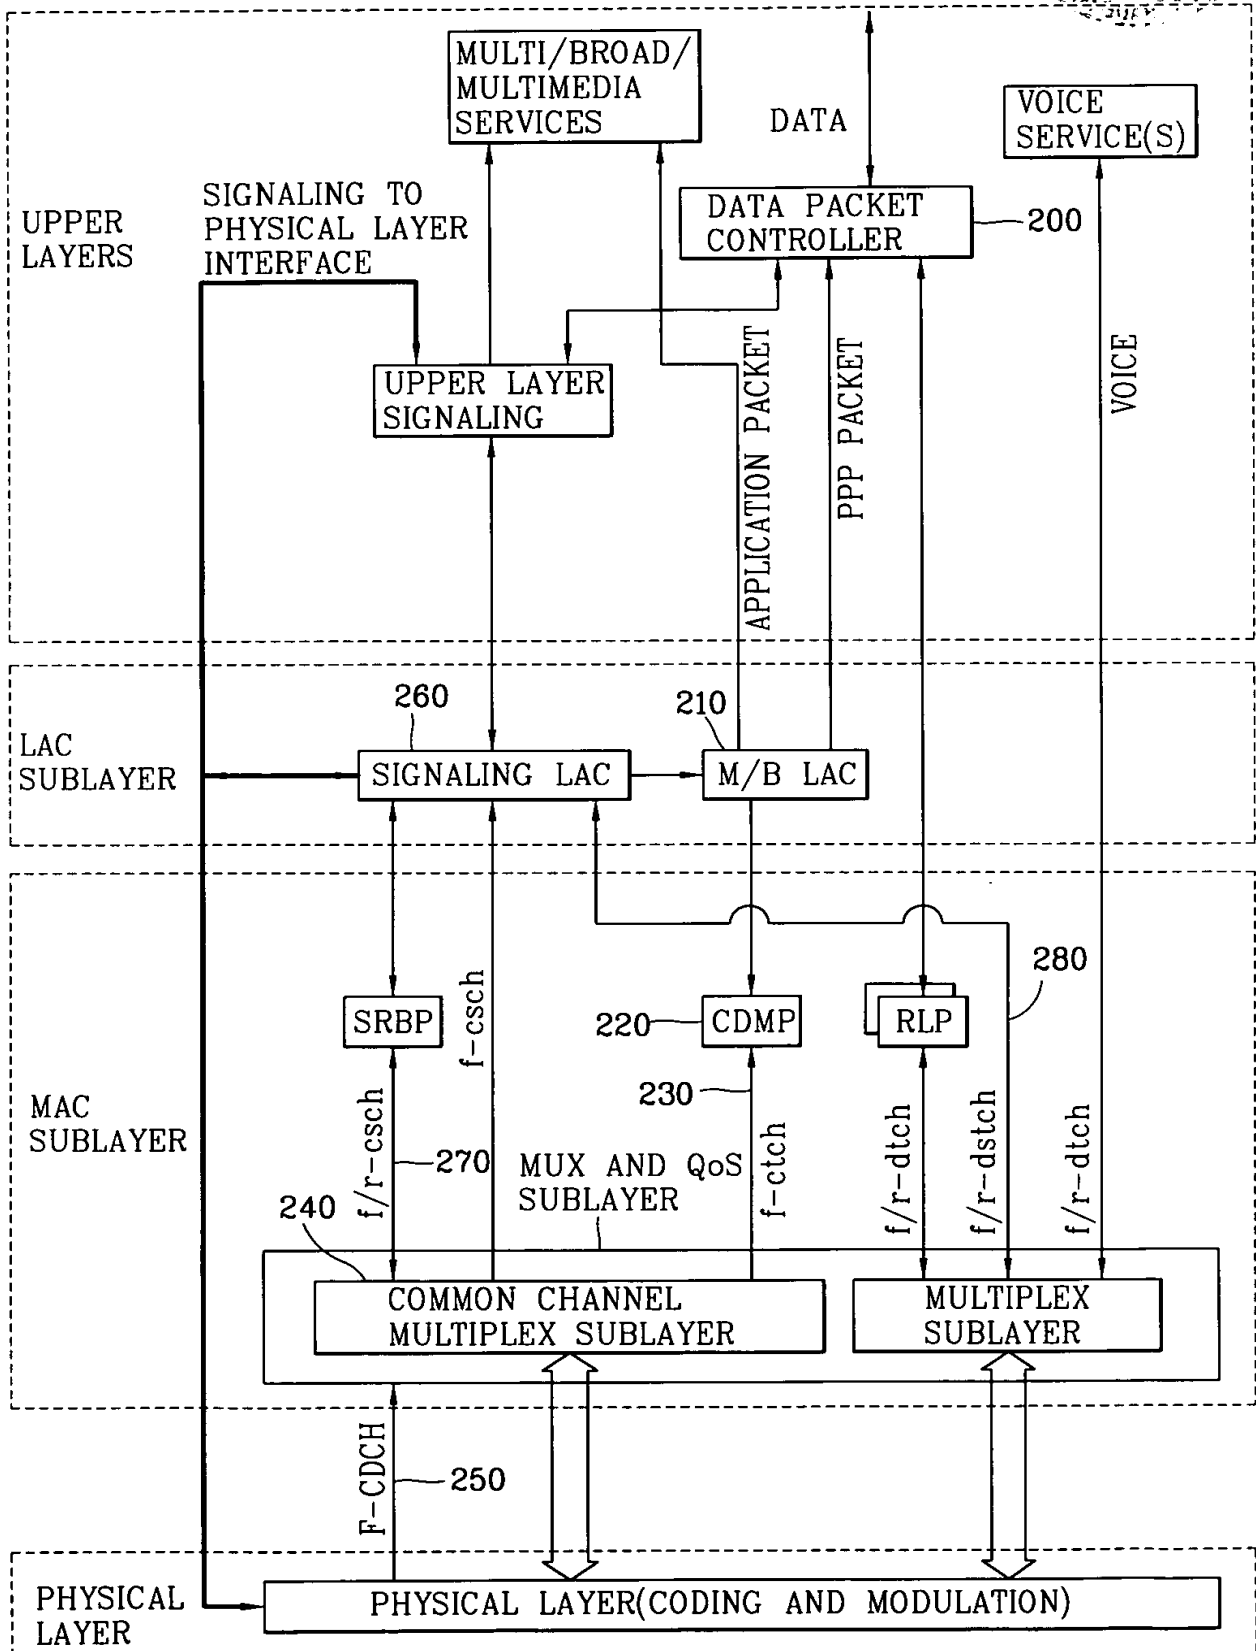 MULTI/BROAD/
MULTIMEDIA
SERVICES
DATA
VOICE
SERVICE(S)
UPPER
LAYERS
SIGNALING TO
PHYSICAL LAYER
INTERFACE
DATA PACKET
CONTROLLER
200
UPPER LAYER
SIGNALING
APPLICATION PACKET
PPP PACKET
VOICE
LAC
SUBLAYER
260
SIGNALING LAC
210
M/B LAC
MAC
SUBLAYER
SRBP
f-csch
220
CDMP
RLP
280
f/r-csch
270
230
f-ctch
f/r-dtch
f/r-dstch
f/r-dtch
MUX AND QoS
SUBLAYER
240
COMMON CHANNEL
MULTIPLEX SUBLAYER
MULTIPLEX
SUBLAYER
F-CDCH
250
PHYSICAL
LAYER
PHYSICAL LAYER(CODING AND MODULATION)